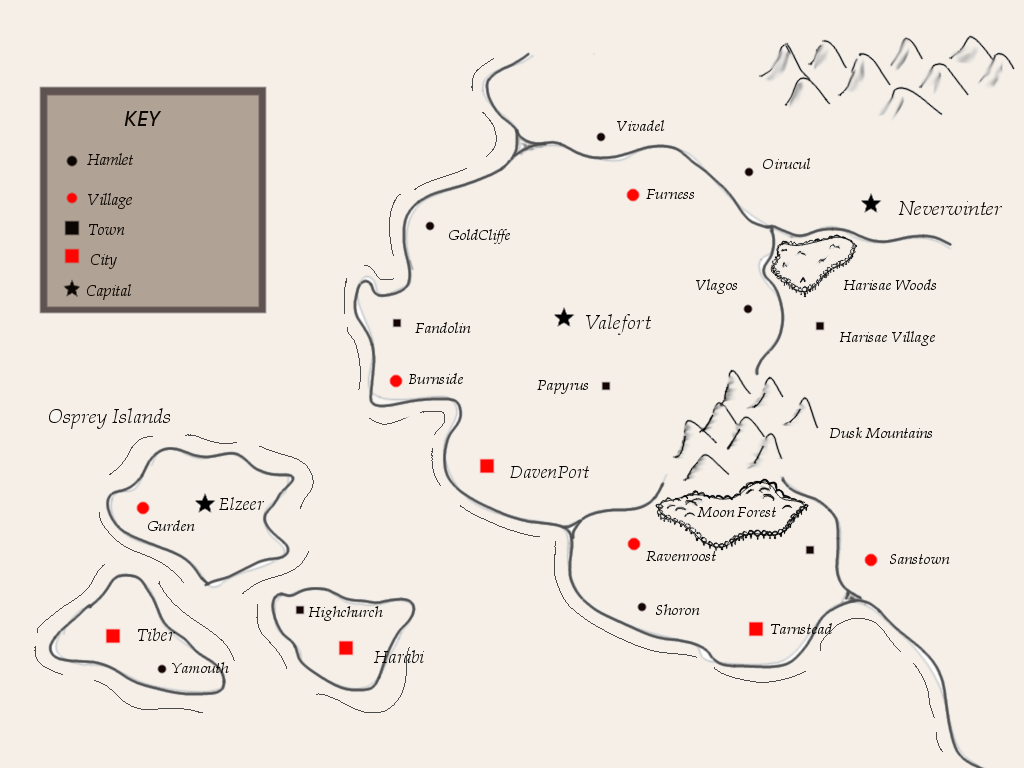 KEY
Hamlet
Village
Town
City
Capital
Vivadel
Oirucul
Furness
Neverwinter
GoldCliffe
Vlagos
Harisae Woods
Fandolin
Valefort
Harisae Village
Burnside
Papyrus
Osprey Islands
Dusk Mountains
DavenPort
Elzeer
Gurden
Moon Forest
Ravenroost
Sanstown
Highchurch
Shoron
Tiber
Tarnstead
Harabi
Yamouth